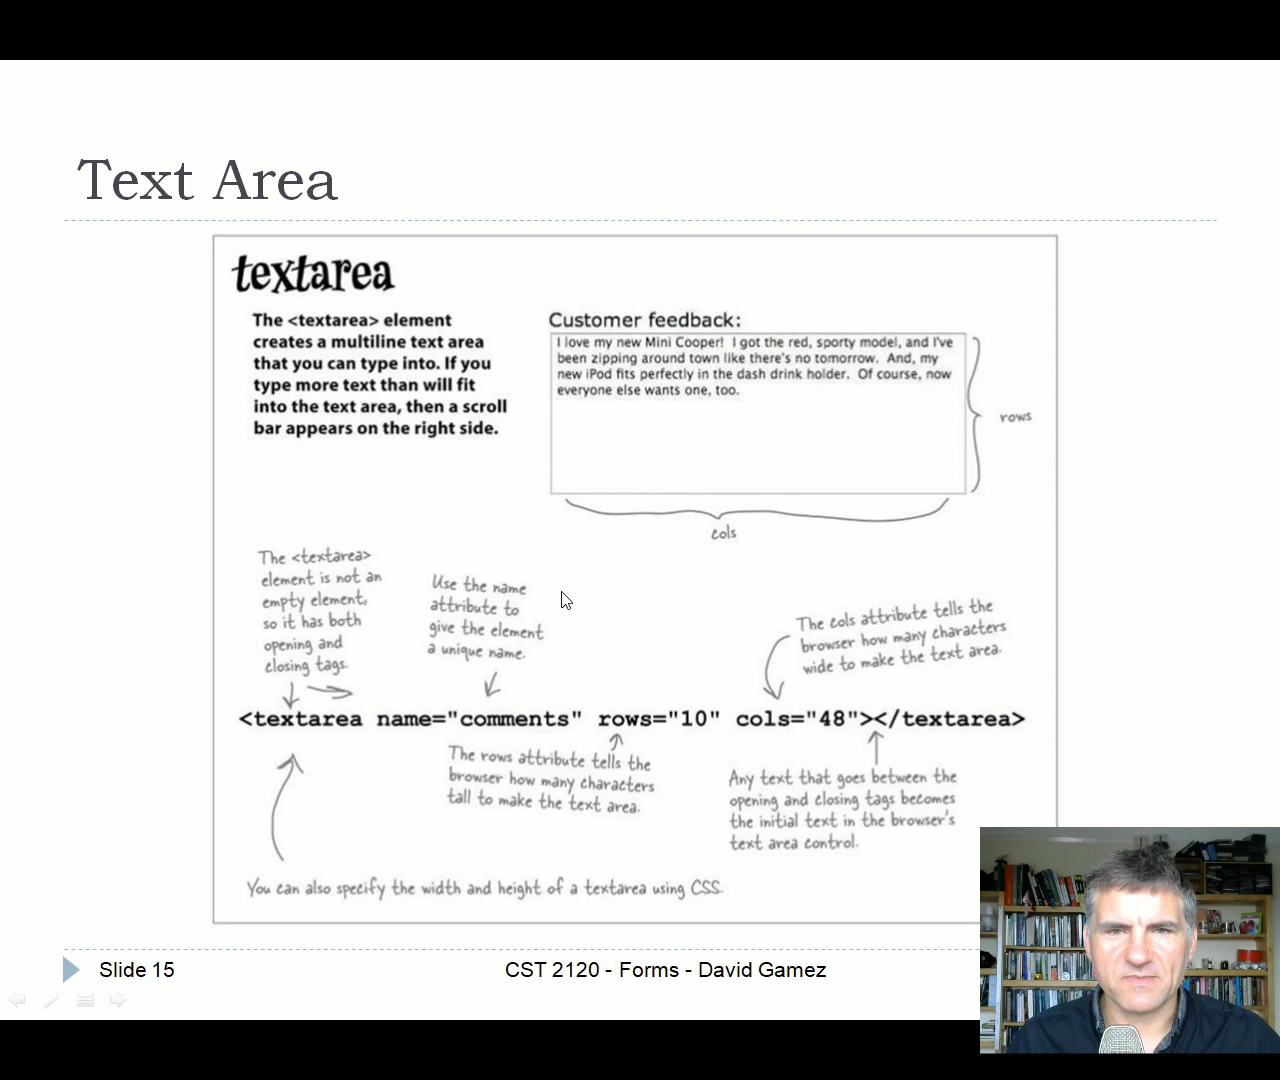 Text Area
textarea
The <textarea> element
creates a multiline text area
that you can type into. If you
type more text than will fit
into the text area, then a scroll
bar appears on the right side.
Customer feedback:
I love my new Mini Cooper!  I got the red, sporty model, and I've
been zipping around town like there's no tomorrow.  And, my
new iPod fits perfectly in the dash drink holder.  Of course, now
everyone else wants one, too.
rows
cols
The <textarea>
element is not an
empty element,
so it has both
opening and
closing tags.
Use the name
attribute to
give the element
a unique name.
The cols attribute tells the
browser how many characters
wide to make the text area.
<textarea name="comments" rows="10" cols="48"></textarea>
The rows attribute tells the
browser how many characters
tall to make the text area.
Any text that goes between the
opening and closing tags becomes
the initial text in the browser's
text area control.
You can also specify the width and height of a textarea using CSS.
Slide 15
CST 2120 - Forms - David Gamez